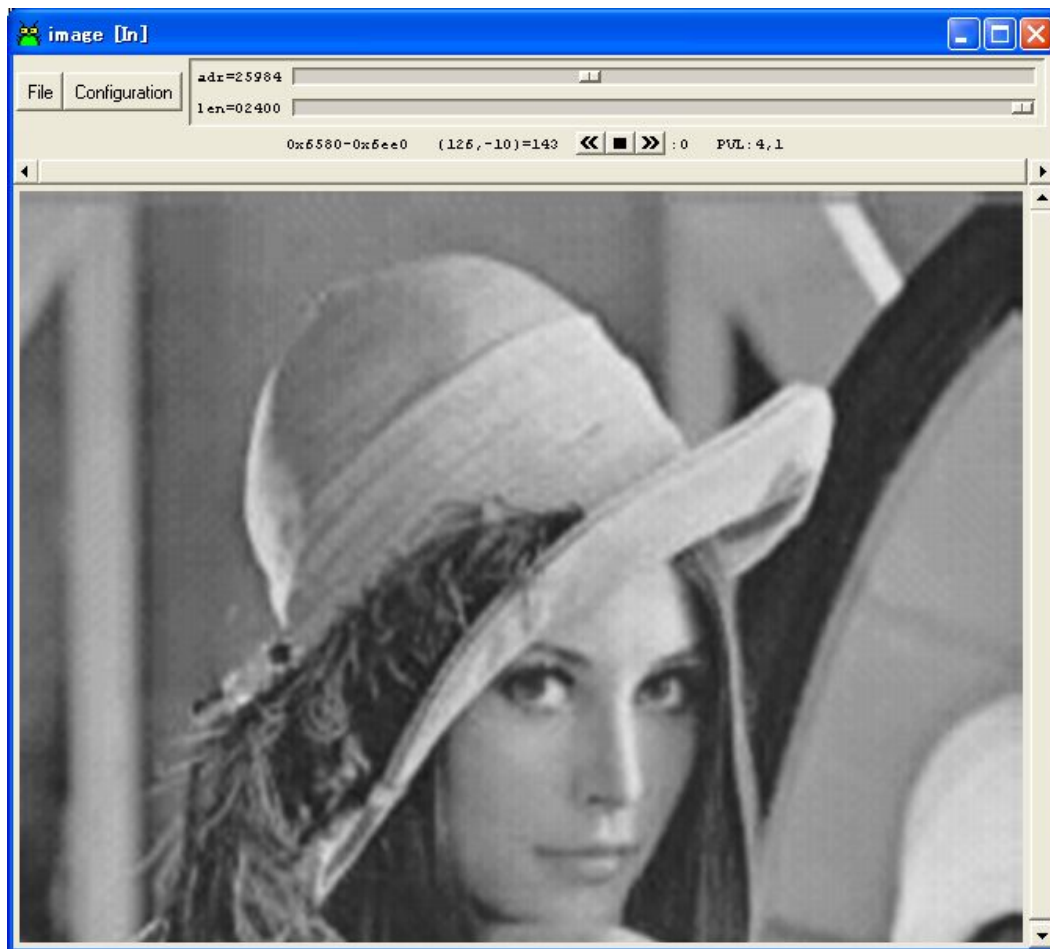 image [In]
File Configuration
adr=25984
len=02400
0x6580-0x6ee0 (126,-10)=143 :0 PVL:4,1